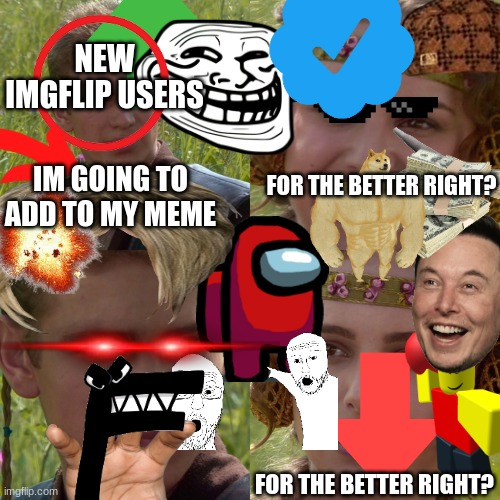 NEW
IMGFLIP USERS
IM GOING TO
ADD TO MY MEME
FOR THE BETTER RIGHT?
FOR THE BETTER RIGHT?
imgflip.com